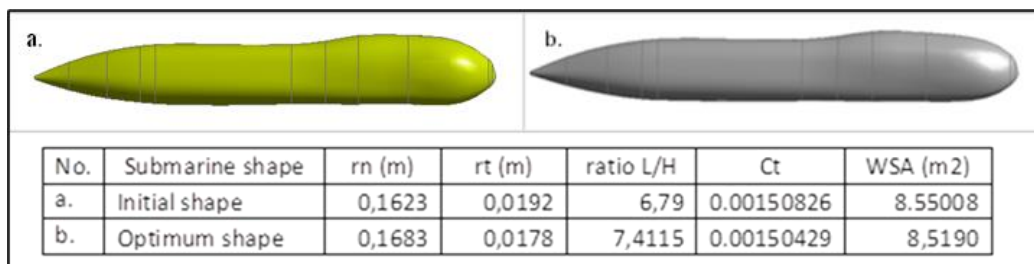 a.
b.
No. Submarine shape rn (m) rt (m) ratio L/H Ct WSA (m2)
a. Initial shape 0,1623 0,0192 6,79 0.00150826 8.55008
b. Optimum shape 0,1683 0,0178 7,4115 0.00150429 8,5190